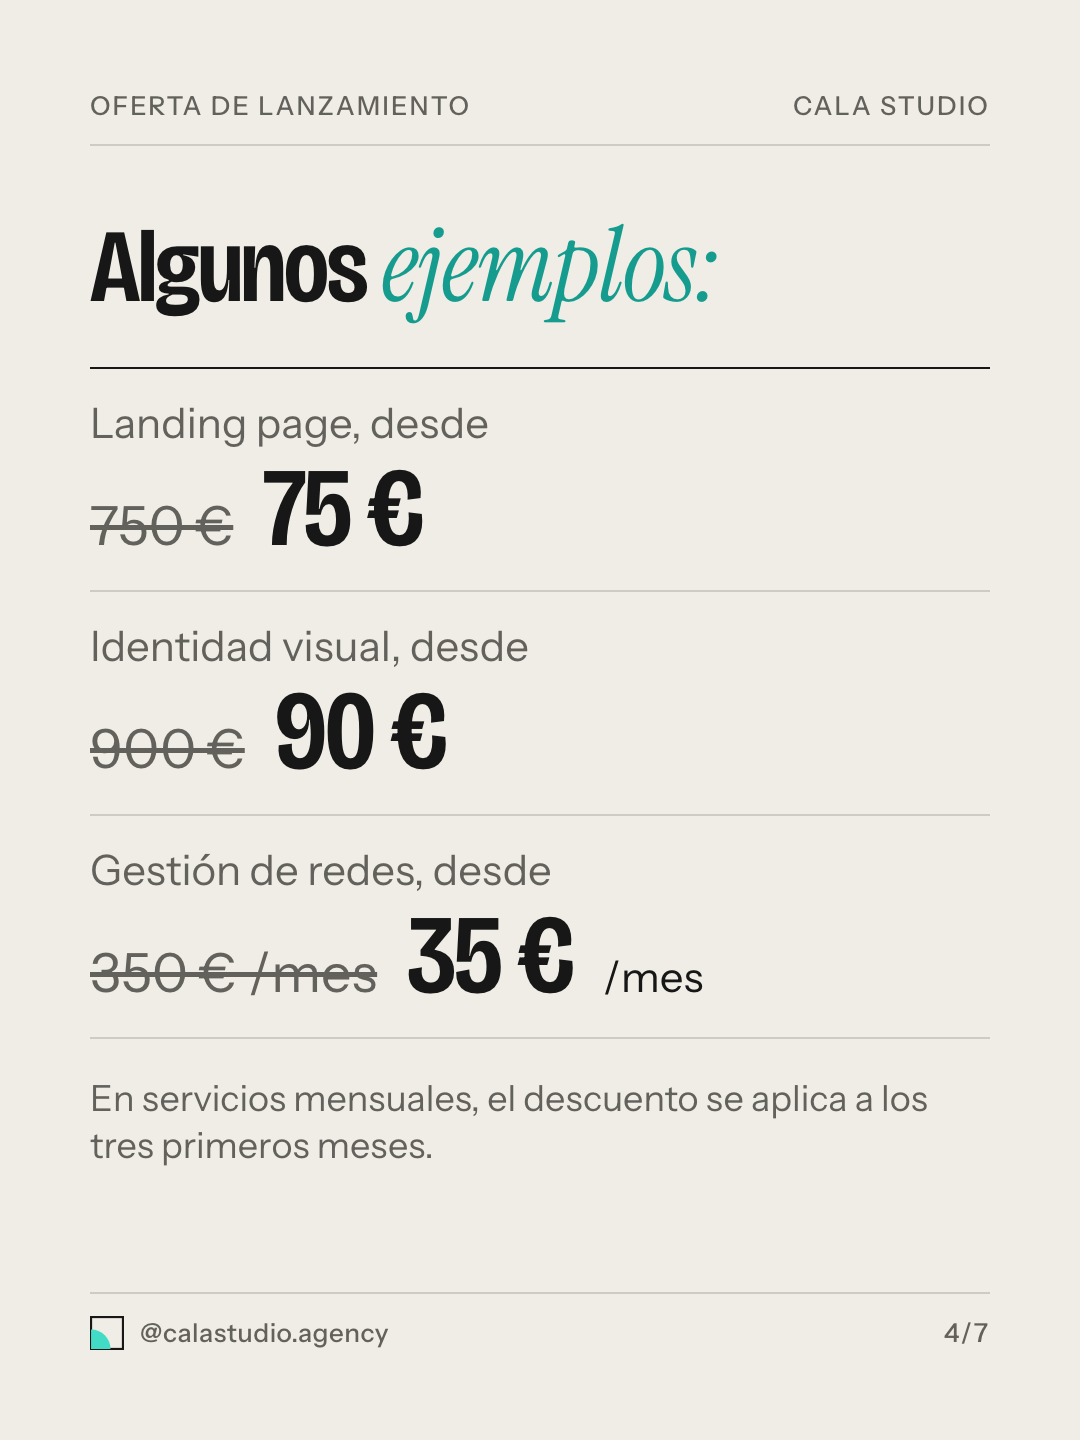 OFERTA DE LANZAMIENTO
CALA STUDIO
Algunos ejemplos:
Landing page, desde
750 € 75 €
Identidad visual, desde
900 € 90 €
Gestión de redes, desde
350 € /mes 35 € /mes
En servicios mensuales, el descuento se aplica a los
tres primeros meses.
@calastudio.agency
4/7